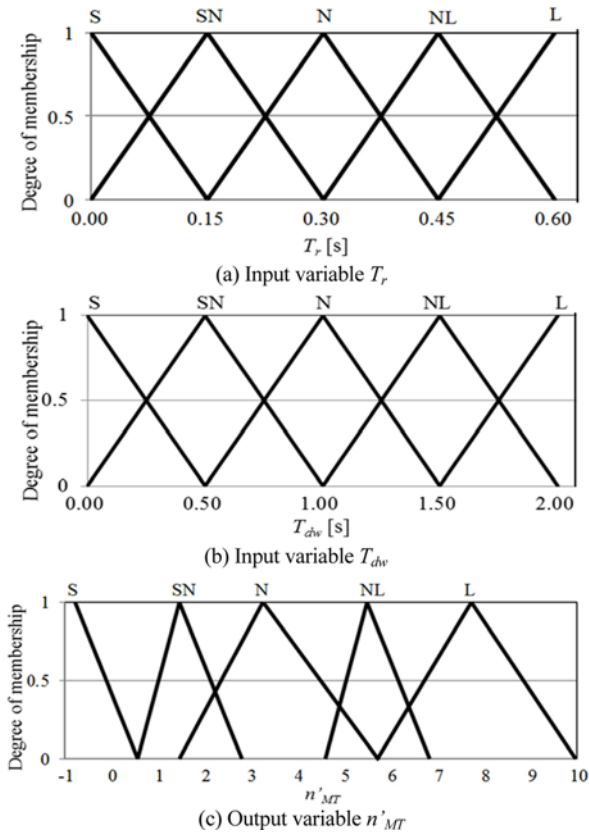 S SN N NL L
Degree of membership
1
0.5
0
0.00 0.15 0.30 0.45 0.60
T_r [s]
(a) Input variable T_r
S SN N NL L
Degree of membership
1
0.5
0
0.00 0.50 1.00 1.50 2.00
T_dw [s]
(b) Input variable T_dw
S SN N NL L
Degree of membership
1
0.5
0
-1 0 1 2 3 4 5 6 7 8 9 10
n'_MT
(c) Output variable n'_MT